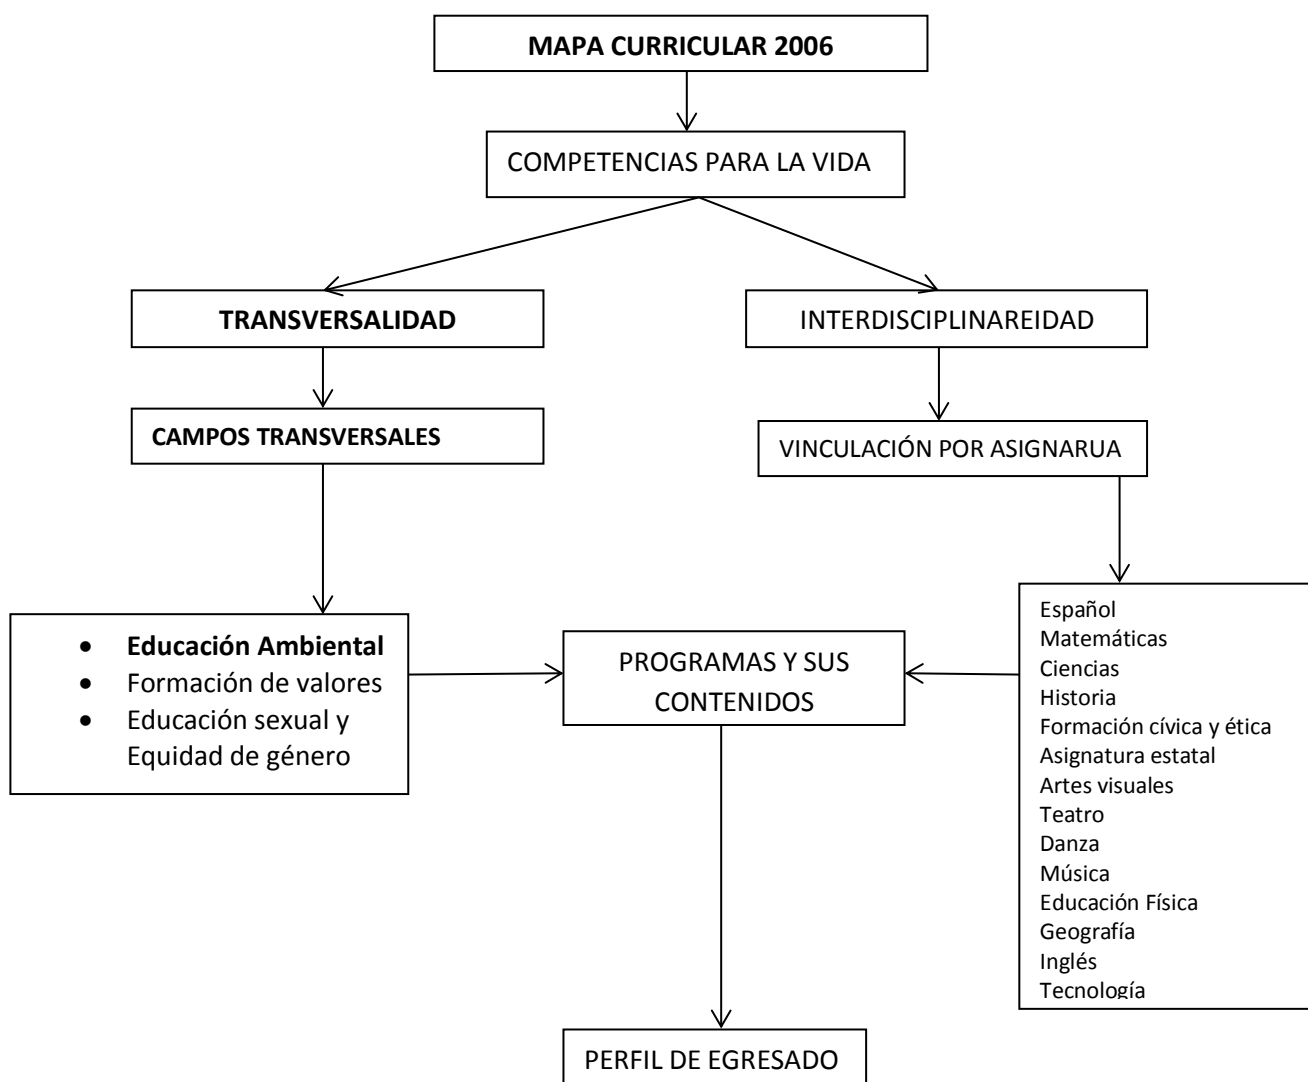 MAPA CURRICULAR 2006
COMPETENCIAS PARA LA VIDA
TRANSVERSALIDAD
INTERDISCIPLINAREIDAD
CAMPOS TRANSVERSALES
VINCULACIÓN POR ASIGNARUA
• Educación Ambiental
• Formación de valores
• Educación sexual y
Equidad de género
PROGRAMAS Y SUS
CONTENIDOS
Español
Matemáticas
Ciencias
Historia
Formación cívica y ética
Asignatura estatal
Artes visuales
Teatro
Danza
Música
Educación Física
Geografía
Inglés
Tecnología
PERFIL DE EGRESADO